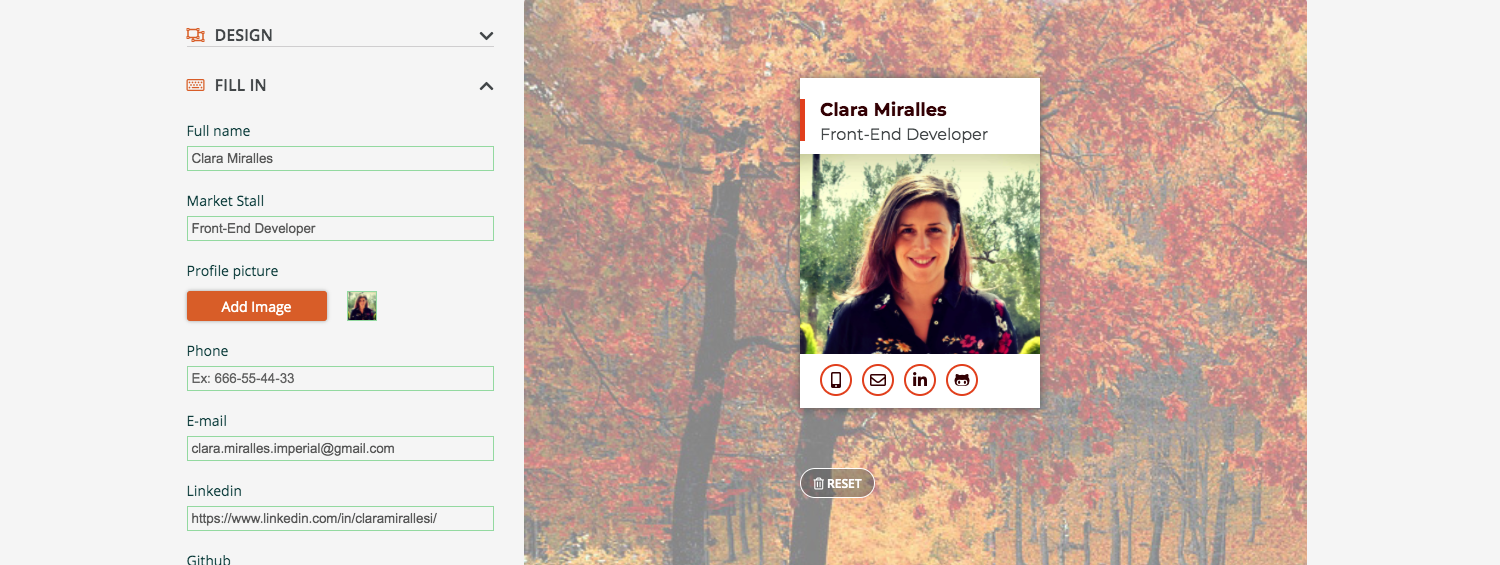 DESIGN
FILL IN
Full name
Clara Miralles
Market Stall
Front-End Developer
Profile picture
Add Image
Phone
Ex: 666-55-44-33
E-mail
clara.miralles.imperial@gmail.com
Linkedin
https://www.linkedin.com/in/claramirallesi/
Github
Clara Miralles
Front-End Developer
in
RESET